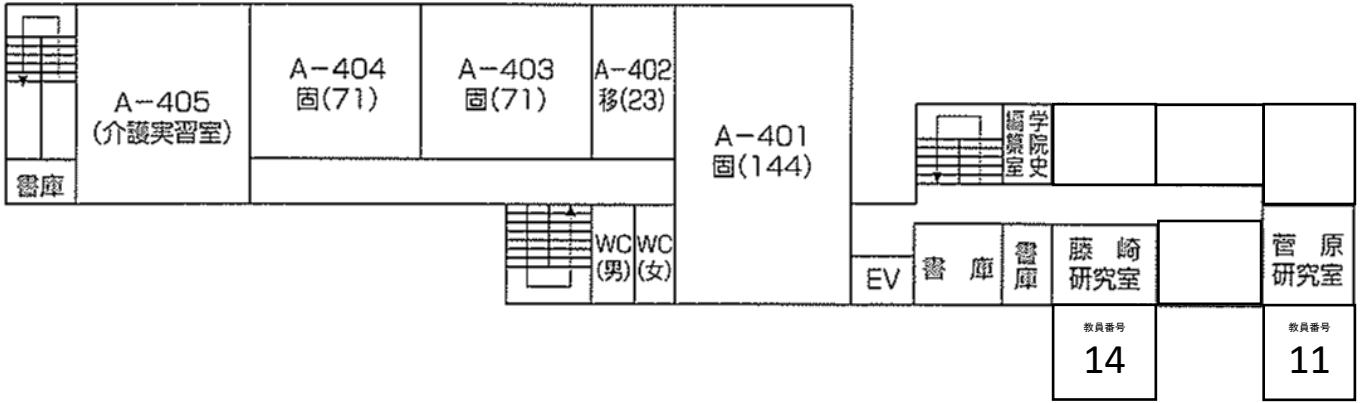 A-405
(介護実習室)
A-404
固(71)
A-403
固(71)
A-402
移(23)
A-401
固(144)
学院史
編纂室
書庫
WC
(男)
WC
(女)
EV
書庫
書庫
藤崎
研究室
菅原
研究室
教員番号
14
教員番号
11